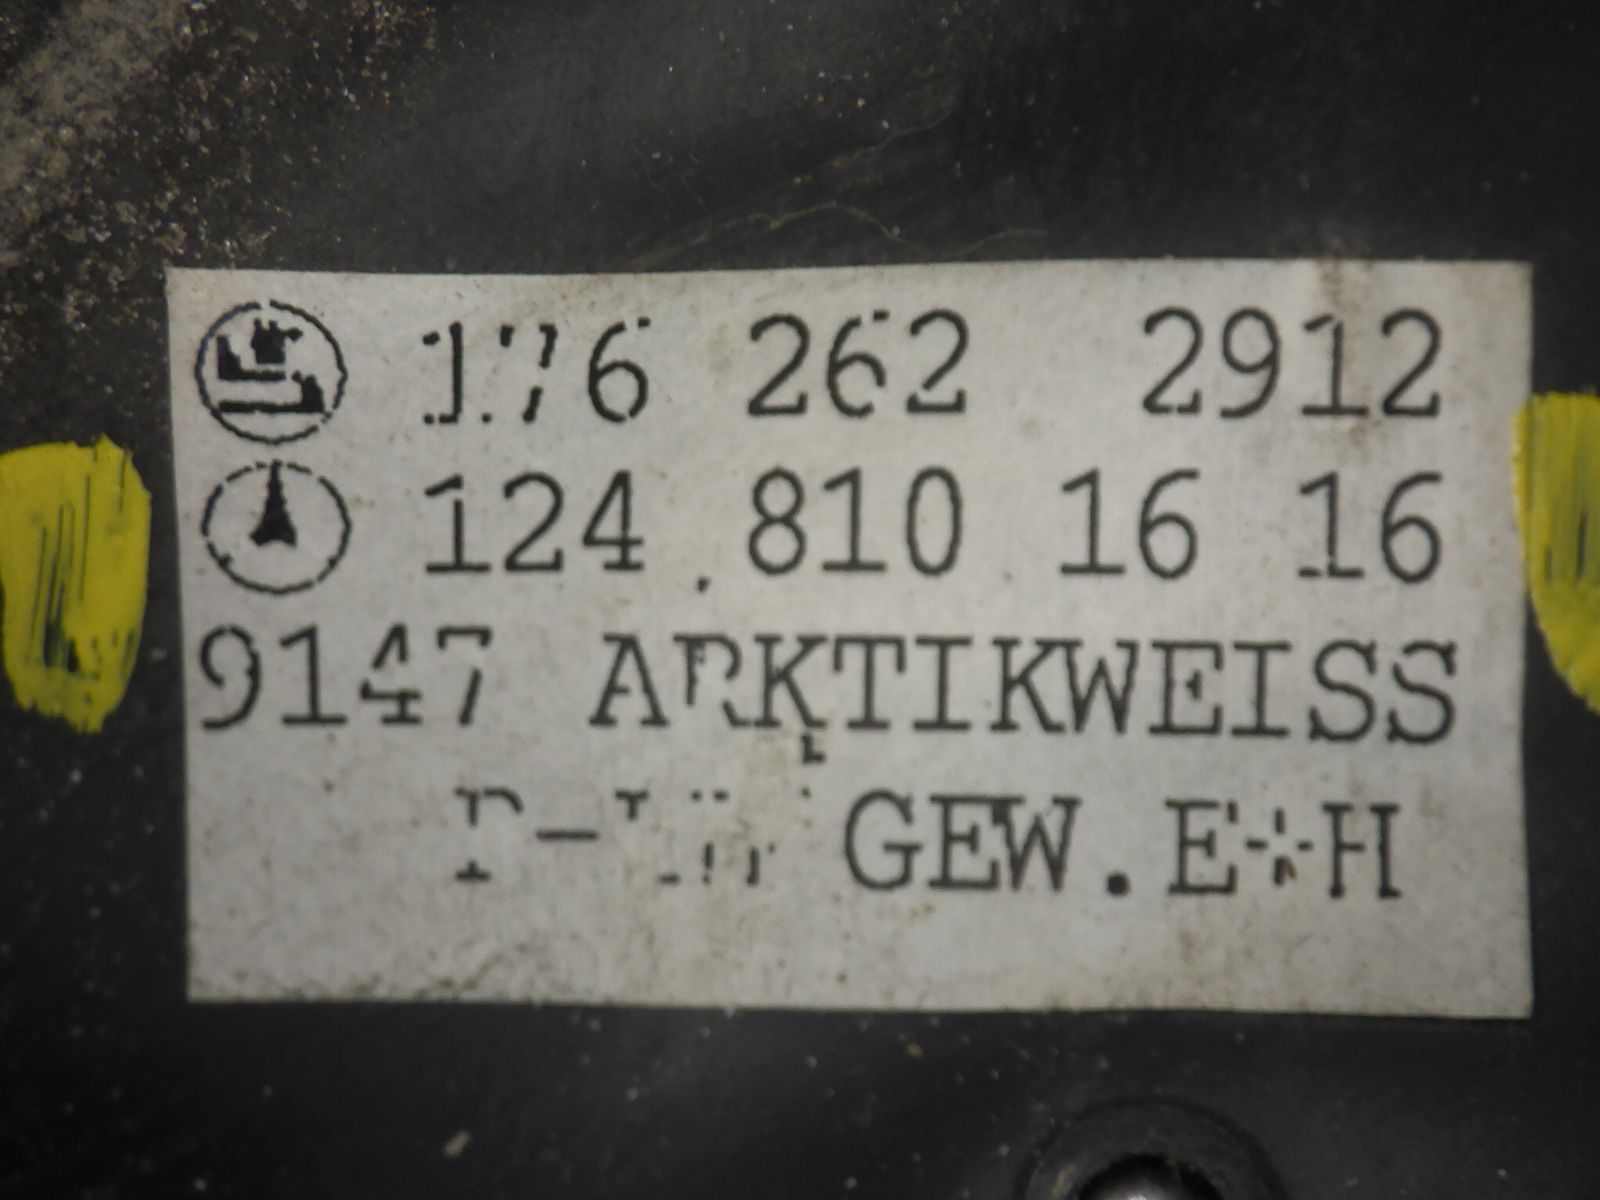 176 262 2912
124 810 16 16
9147 ARKTIKWEISS
GEW. E+H